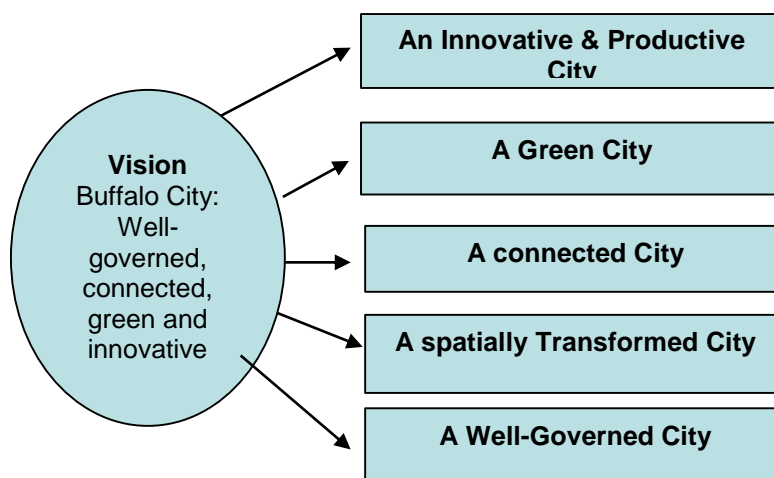 An Innovative & Productive
City
A Green City
Vision
Buffalo City:
Well-
governed,
connected,
green and
innovative
A connected City
A spatially Transformed City
A Well-Governed City